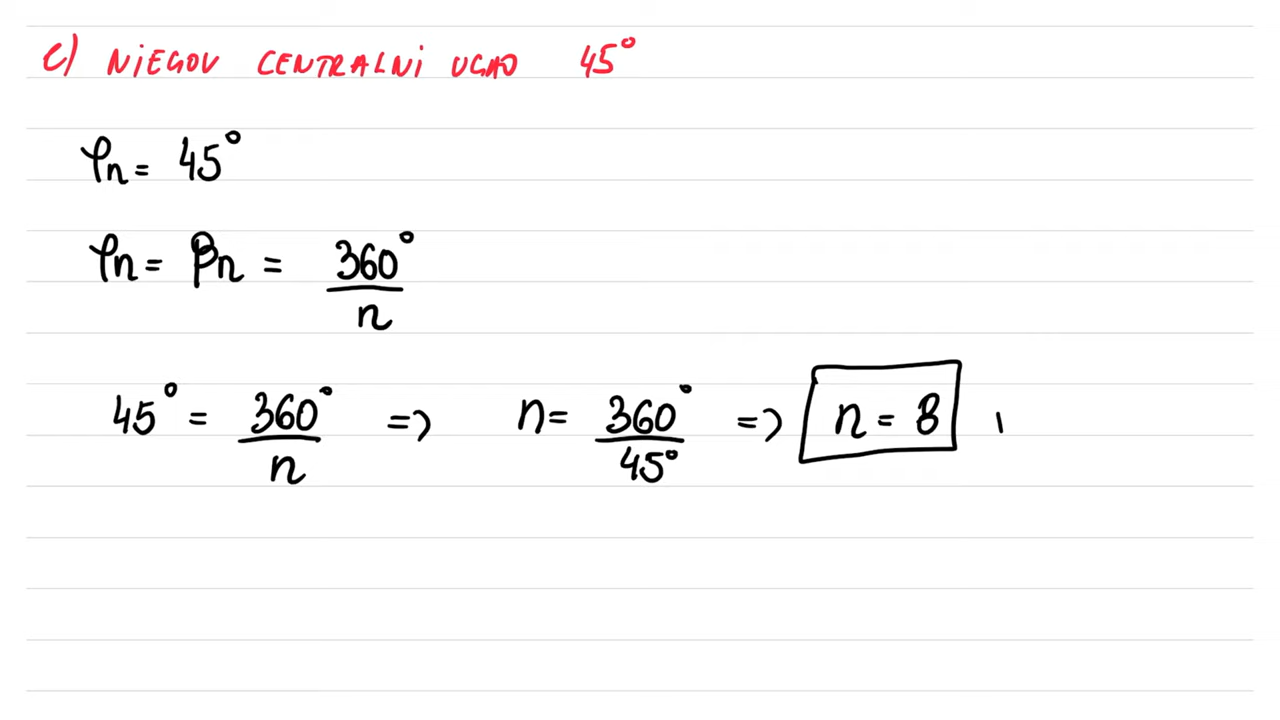 c) NJEGOV CENTRALNI UGAO 45°
φn = 45°
φn = βn = 360° / n
45° = 360° / n => n = 360° / 45° => n = 8